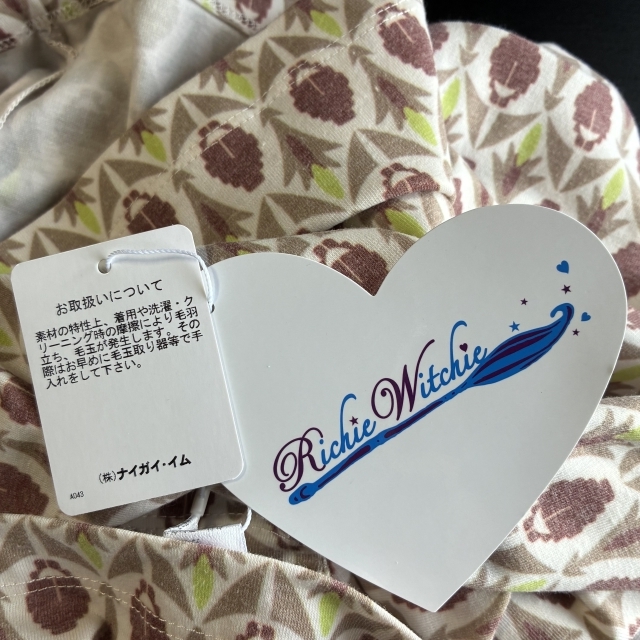 お取扱いについて
素材の特性上、着用や洗濯・ク
リーニング時の摩擦により毛羽
立ち、毛玉が発生します。その
際はお早めに毛玉取り器等で手
入れをして下さい。
(株)ナイガイ・イム
A043
Richie Witchie